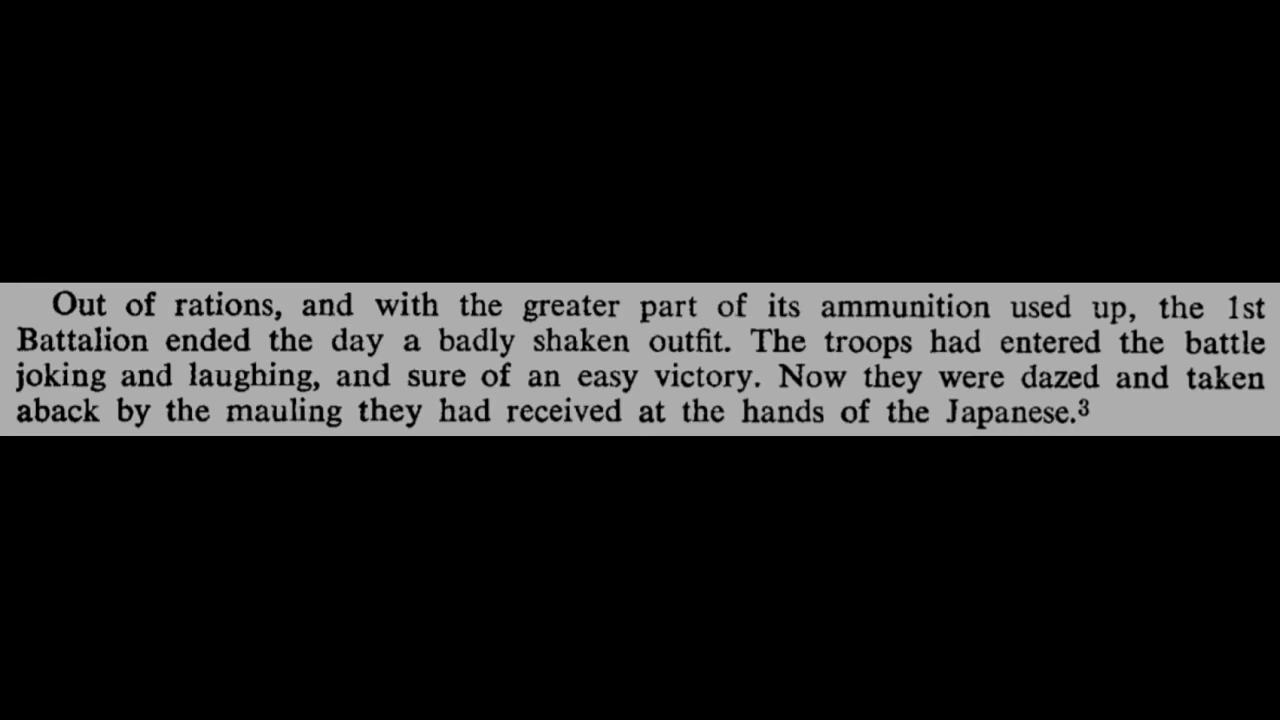 Out of rations, and with the greater part of its ammunition used up, the 1st
Battalion ended the day a badly shaken outfit. The troops had entered the battle
joking and laughing, and sure of an easy victory. Now they were dazed and taken
aback by the mauling they had received at the hands of the Japanese.³